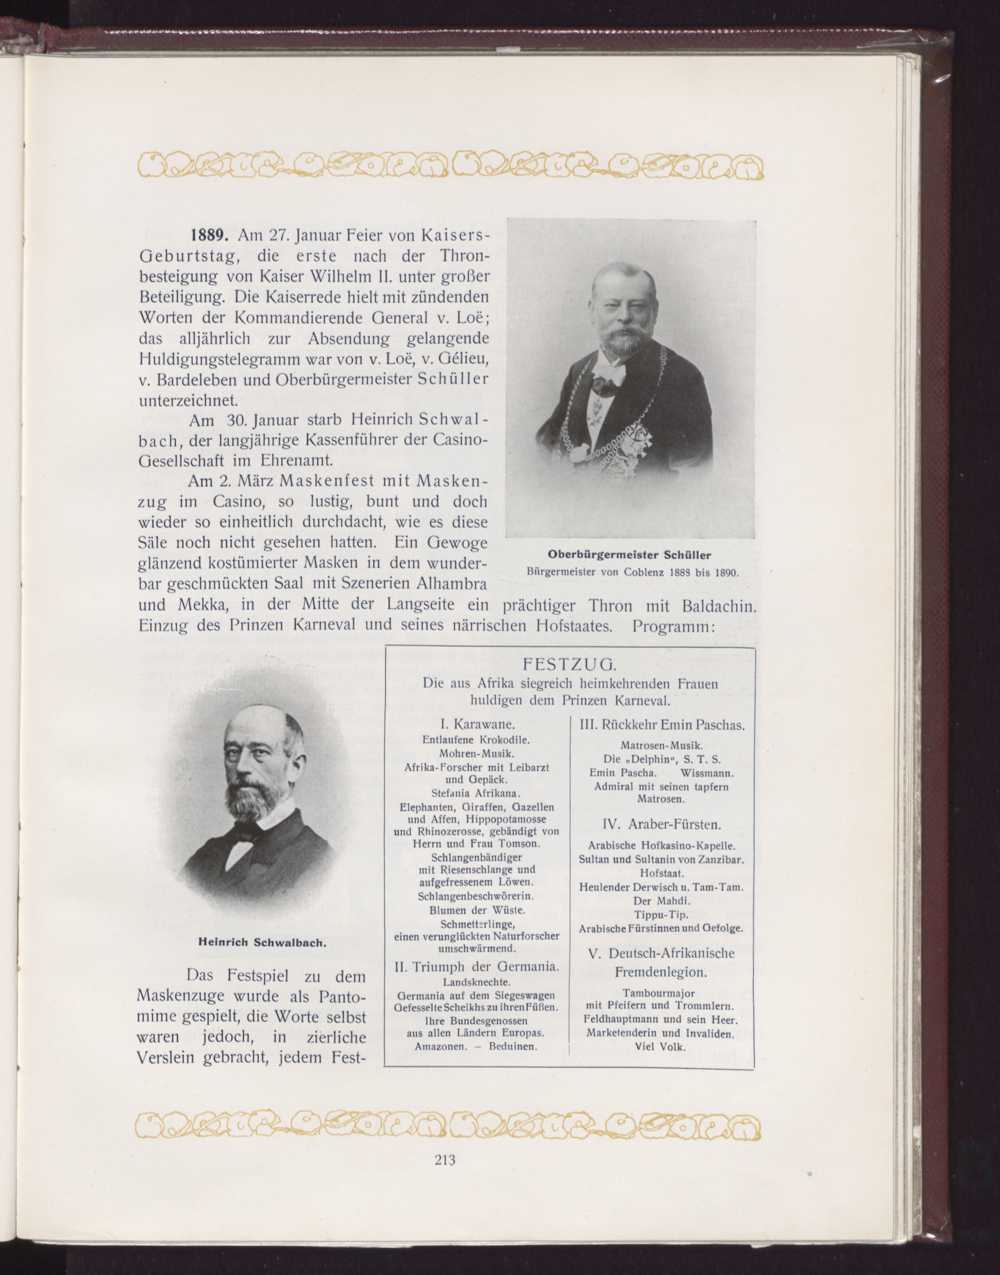 1889. Am 27. Januar Feier von Kaisers-
Geburtstag, die erste nach der Thron-
besteigung von Kaiser Wilhelm II. unter großer
Beteiligung. Die Kaiserrede hielt mit zündenden
Worten der Kommandierende General v. Loë;
das alljährlich zur Absendung gelangende
Huldigungstelegramm war von v. Loë, v. Gélieu,
v. Bardeleben und Oberbürgermeister Schüller
unterzeichnet.
Am 30. Januar starb Heinrich Schwal-
bach, der langjährige Kassenführer der Casino-
Gesellschaft im Ehrenamt.
Am 2. März Maskenfest mit Masken-
zug im Casino, so lustig, bunt und doch
wieder so einheitlich durchdacht, wie es diese
Säle noch nicht gesehen hatten. Ein Gewoge
glänzend kostümierter Masken in dem wunder-
bar geschmückten Saal mit Szenerien Alhambra
und Mekka, in der Mitte der Langseite ein prächtiger Thron mit Baldachin.
Einzug des Prinzen Karneval und seines närrischen Hofstaates. Programm:
Oberbürgermeister Schüller
Bürgermeister von Coblenz 1888 bis 1890.
Heinrich Schwalbach.
Das Festspiel zu dem
Maskenzuge wurde als Panto-
mime gespielt, die Worte selbst
waren jedoch, in zierliche
Verslein gebracht, jedem Fest-
FESTZUG.
Die aus Afrika siegreich heimkehrenden Frauen
huldigen dem Prinzen Karneval.
I. Karawane.
Entlaufene Krokodile.
Mohren-Musik.
Afrika-Forscher mit Leibarzt
und Gepäck.
Stefania Afrikana.
Elephanten, Giraffen, Gazellen
und Affen, Hippopotamosse
und Rhinozerosse, gebändigt von
Herrn und Frau Tomson.
Schlangenbändiger
mit Riesenschlange und
aufgefressenem Löwen.
Schlangenbeschwörerin.
Blumen der Wüste.
Schmetterlinge,
einen verunglückten Naturforscher
umschwärmend.
II. Triumph der Germania.
Landsknechte.
Germania auf dem Siegeswagen
Gefesselte Scheikhs zu ihren Füßen.
Ihre Bundesgenossen
aus allen Ländern Europas.
Amazonen. – Beduinen.
III. Rückkehr Emin Paschas.
Matrosen-Musik.
Die „Delphin“, S. T. S.
Emin Pascha. Wissmann.
Admiral mit seinen tapfern
Matrosen.
IV. Araber-Fürsten.
Arabische Hofkasino-Kapelle.
Sultan und Sultanin von Zanzibar.
Hofstaat.
Heulender Derwisch u. Tam-Tam.
Der Mahdi.
Tippu-Tip.
Arabische Fürstinnen und Gefolge.
V. Deutsch-Afrikanische
Fremdenlegion.
Tambourmajor
mit Pfeifern und Trommlern.
Feldhauptmann und sein Heer.
Marketenderin und Invaliden.
Viel Volk.
213